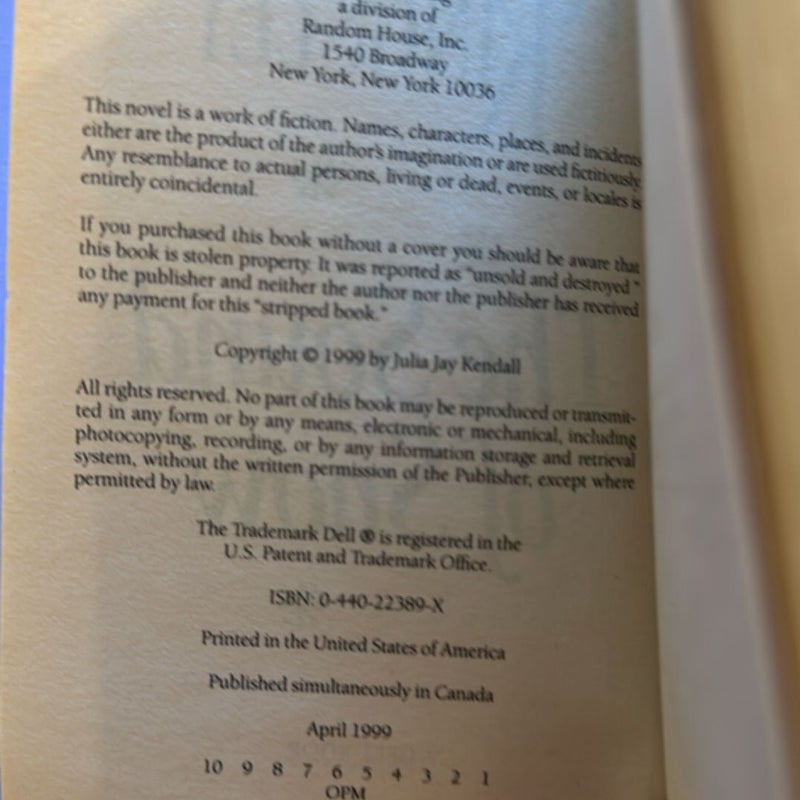 a division of
Random House, Inc.
1540 Broadway
New York, New York 10036
This novel is a work of fiction. Names, characters, places, and incidents
either are the product of the author's imagination or are used fictitiously.
Any resemblance to actual persons, living or dead, events, or locales is
entirely coincidental.
If you purchased this book without a cover you should be aware that
this book is stolen property. It was reported as "unsold and destroyed"
to the publisher and neither the author nor the publisher has received
any payment for this "stripped book."
Copyright © 1999 by Julia Jay Kendall
All rights reserved. No part of this book may be reproduced or transmit-
ted in any form or by any means, electronic or mechanical, including
photocopying, recording, or by any information storage and retrieval
system, without the written permission of the Publisher, except where
permitted by law.
The Trademark Dell ® is registered in the
U.S. Patent and Trademark Office.
ISBN: 0-440-22389-X
Printed in the United States of America
Published simultaneously in Canada
April 1999
10 9 8 7 6 5 4 3 2 1
OPM